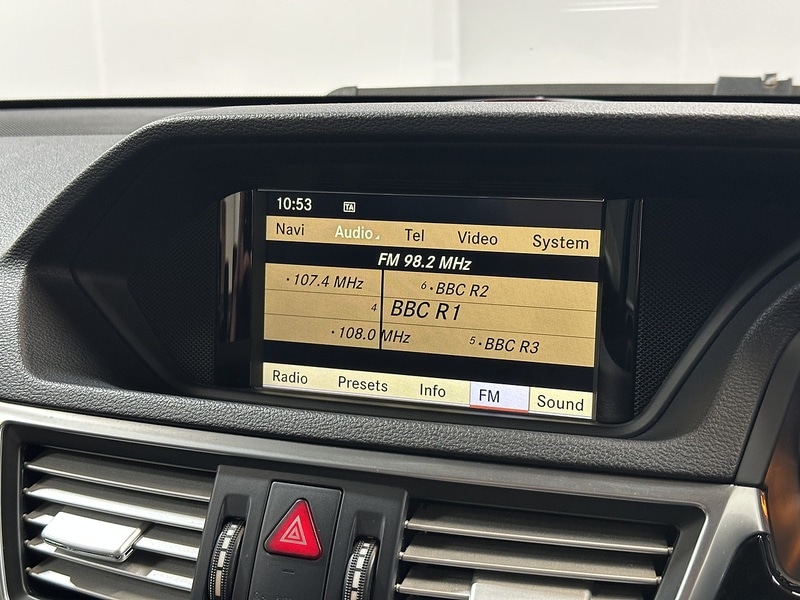 10:53 TA
Navi Audio Tel Video System
FM 98.2 MHz
107.4 MHz 6 • BBC R2
4 BBC R1
108.0 MHz 5 • BBC R3
Radio Presets Info FM Sound